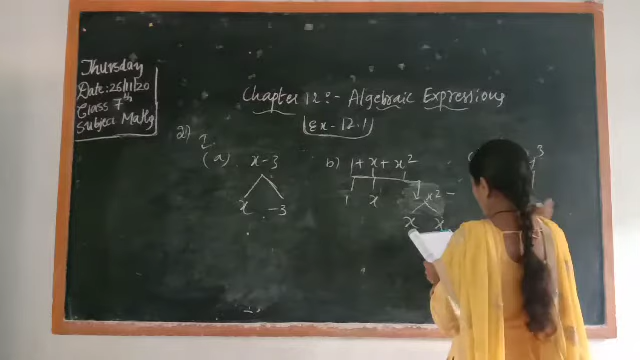 Thursday
Date: 26/11/20
Class 7th
Subject Maths
Chapter 12:- Algebraic Expressions
Ex-12.1
2)
(a) x-3
x -3
b) 1+x+x²
1 x x²
x x
3